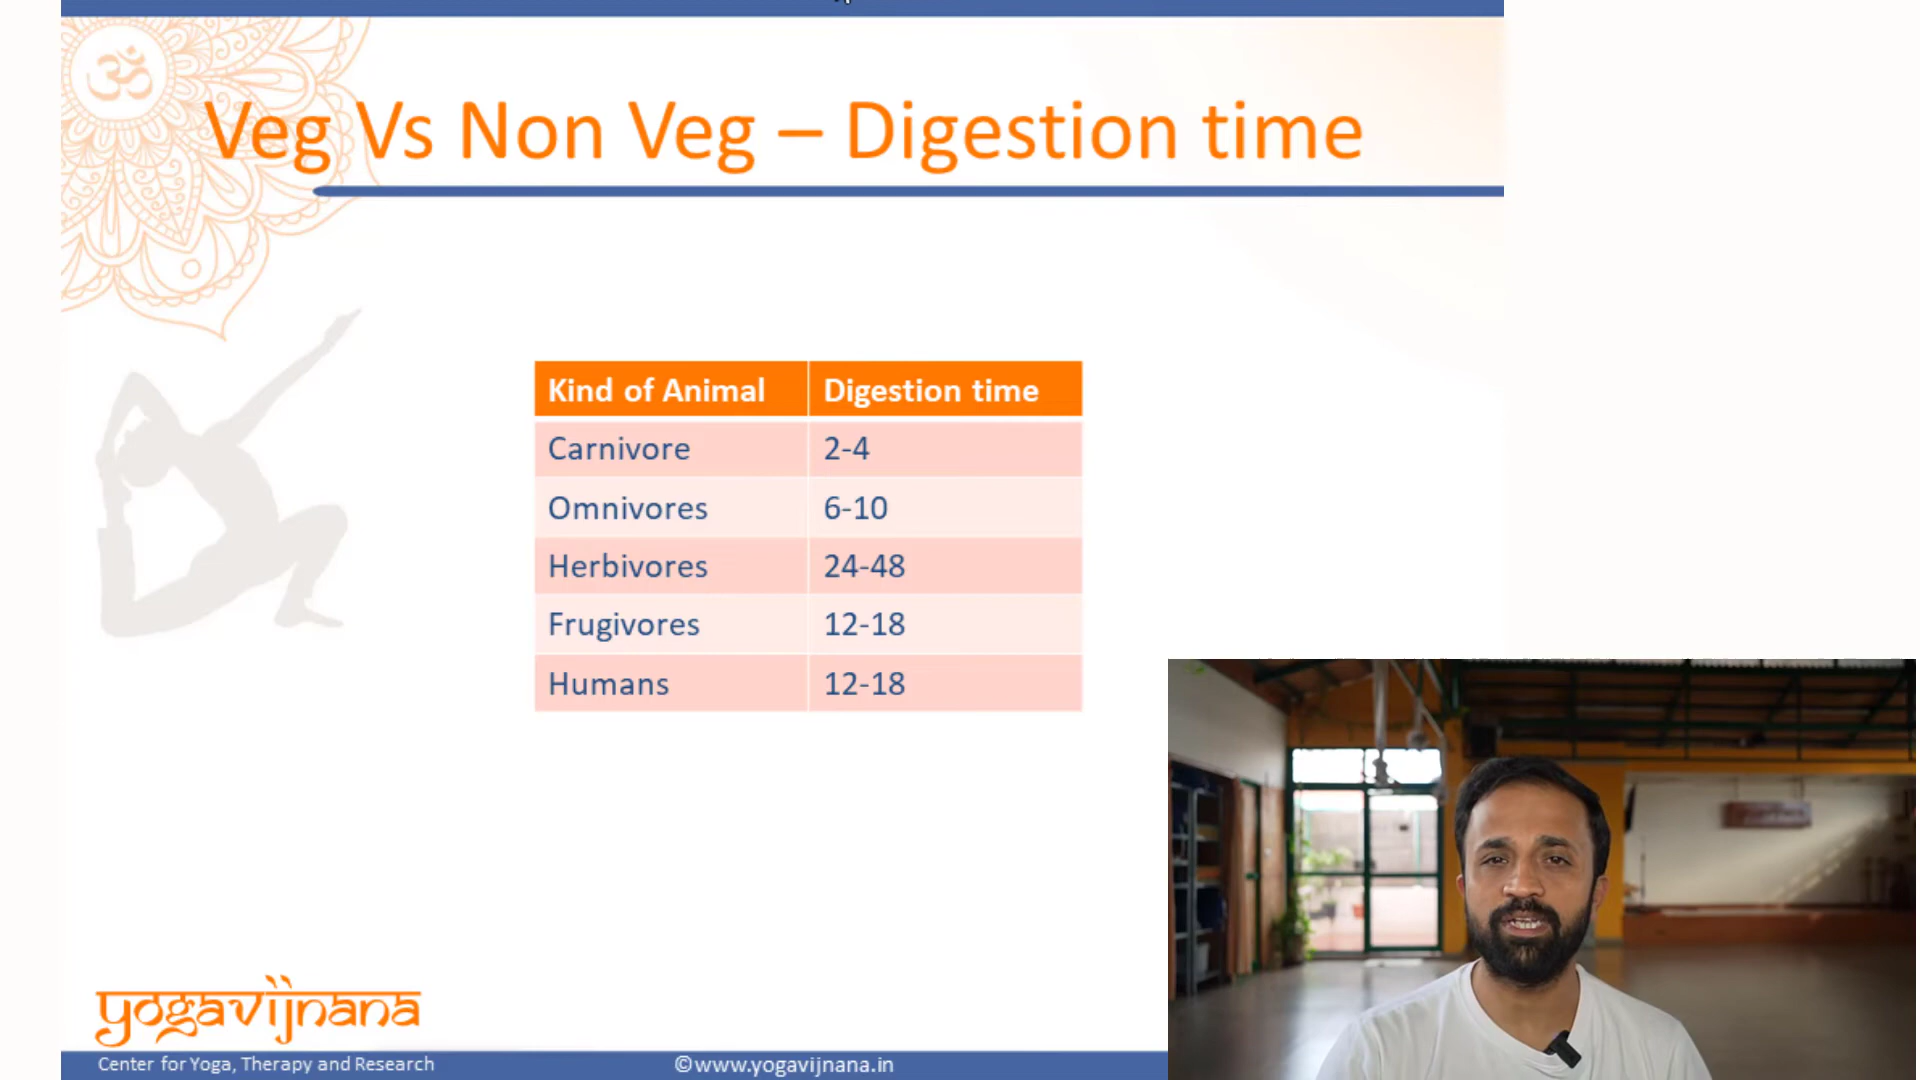 ॐ
Veg Vs Non Veg – Digestion time
Kind of Animal Digestion time
Carnivore 2-4
Omnivores 6-10
Herbivores 24-48
Frugivores 12-18
Humans 12-18
yogavijnana
Center for Yoga, Therapy and Research ©www.yogavijnana.in